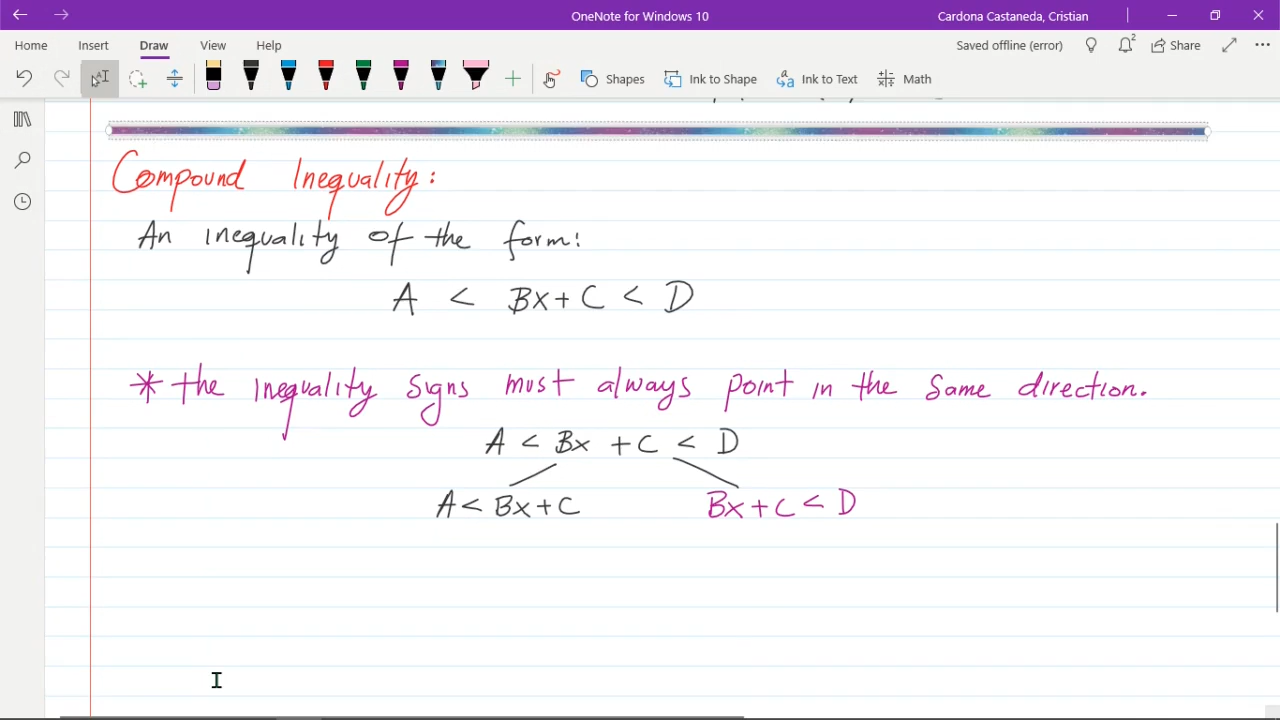 OneNote for Windows 10
Cardona Castaneda, Cristian
Home Insert Draw View Help
Saved offline (error)
2
Share
Shapes
Ink to Shape
Ink to Text
Math
Compound Inequality:
An inequality of the form:
A < Bx + C < D
* the inequality signs must always point in the same direction.
A < Bx + C < D
A < Bx + C
Bx + C < D